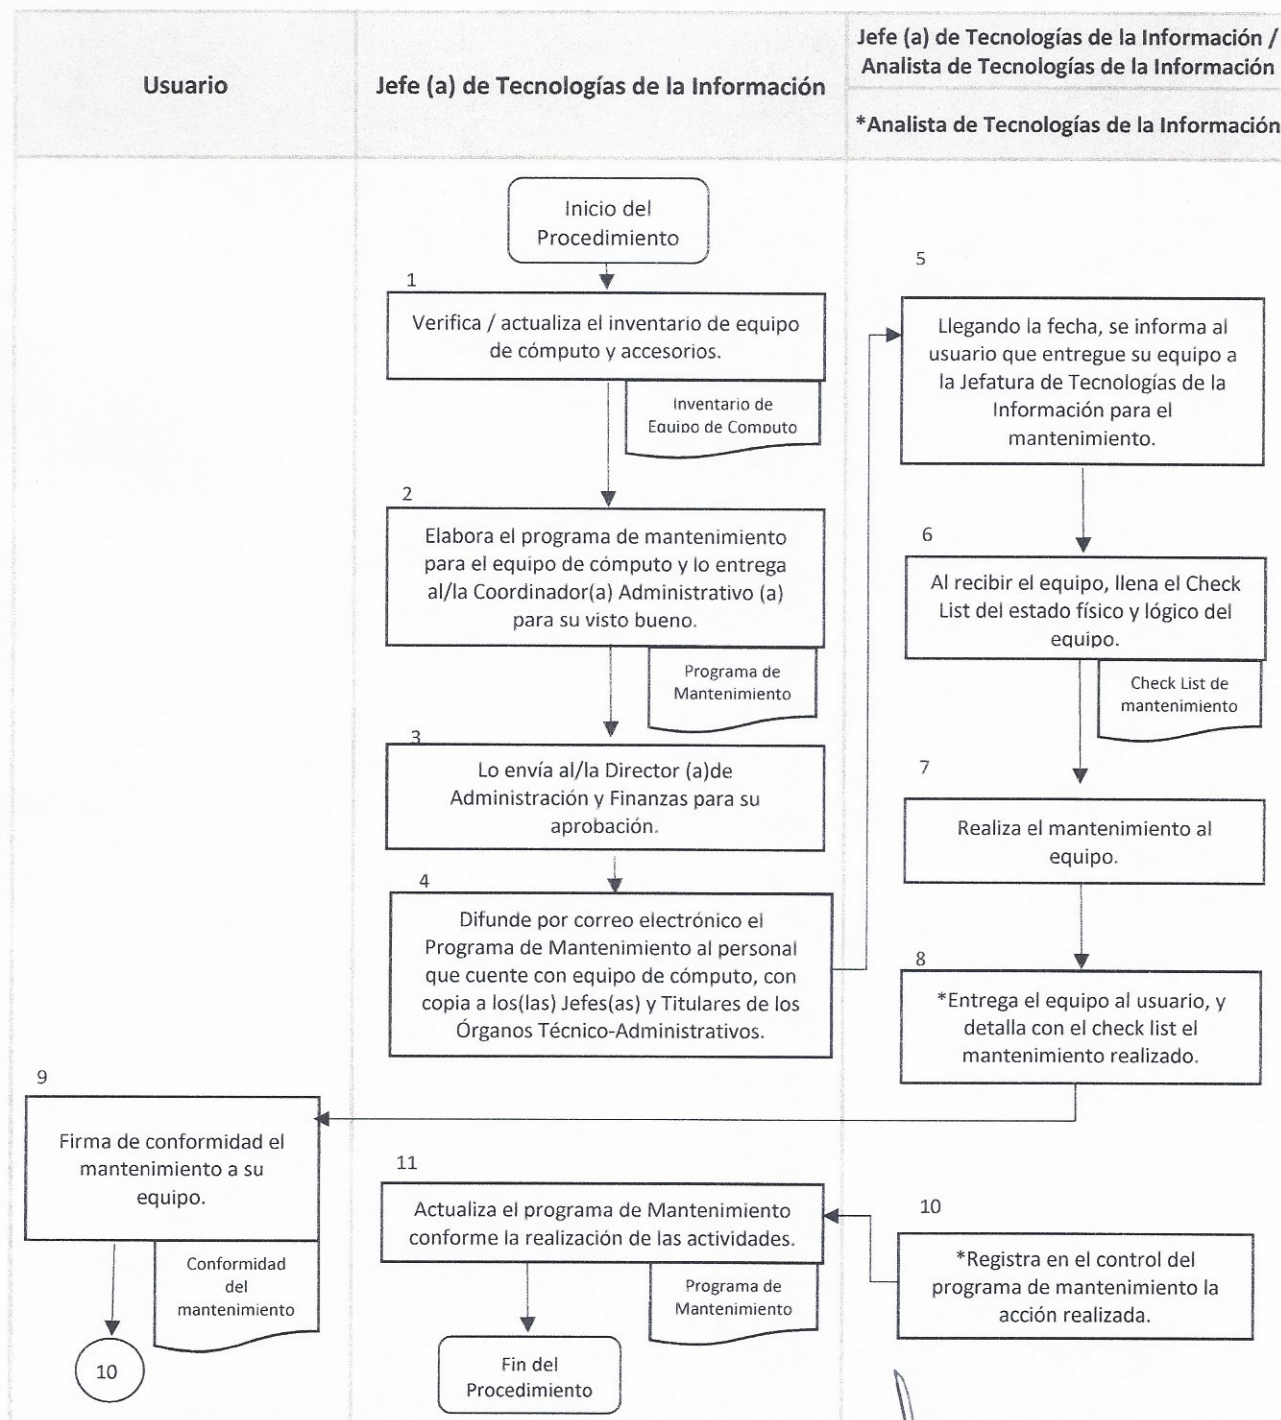 Usuario
Jefe (a) de Tecnologías de la Información
Jefe (a) de Tecnologías de la Información /
Analista de Tecnologías de la Información
*Analista de Tecnologías de la Información
Inicio del
Procedimiento
1
Verifica / actualiza el inventario de equipo
de cómputo y accesorios.
Inventario de
Equipo de Computo
2
Elabora el programa de mantenimiento
para el equipo de cómputo y lo entrega
al/la Coordinador(a) Administrativo (a)
para su visto bueno.
Programa de
Mantenimiento
3
Lo envía al/la Director (a)de
Administración y Finanzas para su
aprobación.
4
Difunde por correo electrónico el
Programa de Mantenimiento al personal
que cuente con equipo de cómputo, con
copia a los(las) Jefes(as) y Titulares de los
Órganos Técnico-Administrativos.
5
Llegando la fecha, se informa al
usuario que entregue su equipo a
la Jefatura de Tecnologías de la
Información para el
mantenimiento.
6
Al recibir el equipo, llena el Check
List del estado físico y lógico del
equipo.
Check List de
mantenimiento
7
Realiza el mantenimiento al
equipo.
8
*Entrega el equipo al usuario, y
detalla con el check list el
mantenimiento realizado.
9
Firma de conformidad el
mantenimiento a su
equipo.
Conformidad
del
mantenimiento
10
10
*Registra en el control del
programa de mantenimiento la
acción realizada.
11
Actualiza el programa de Mantenimiento
conforme la realización de las actividades.
Programa de
Mantenimiento
Fin del
Procedimiento